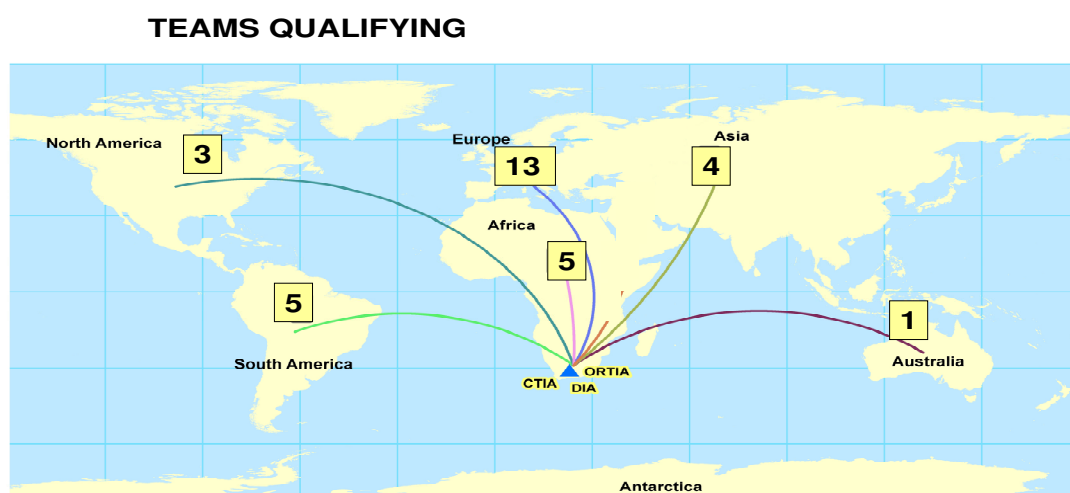 TEAMS QUALIFYING
North America
3
Europe
13
Asia
4
Africa
5
5
South America
1
Australia
CTIA
ORTIA
DIA
Antarctica